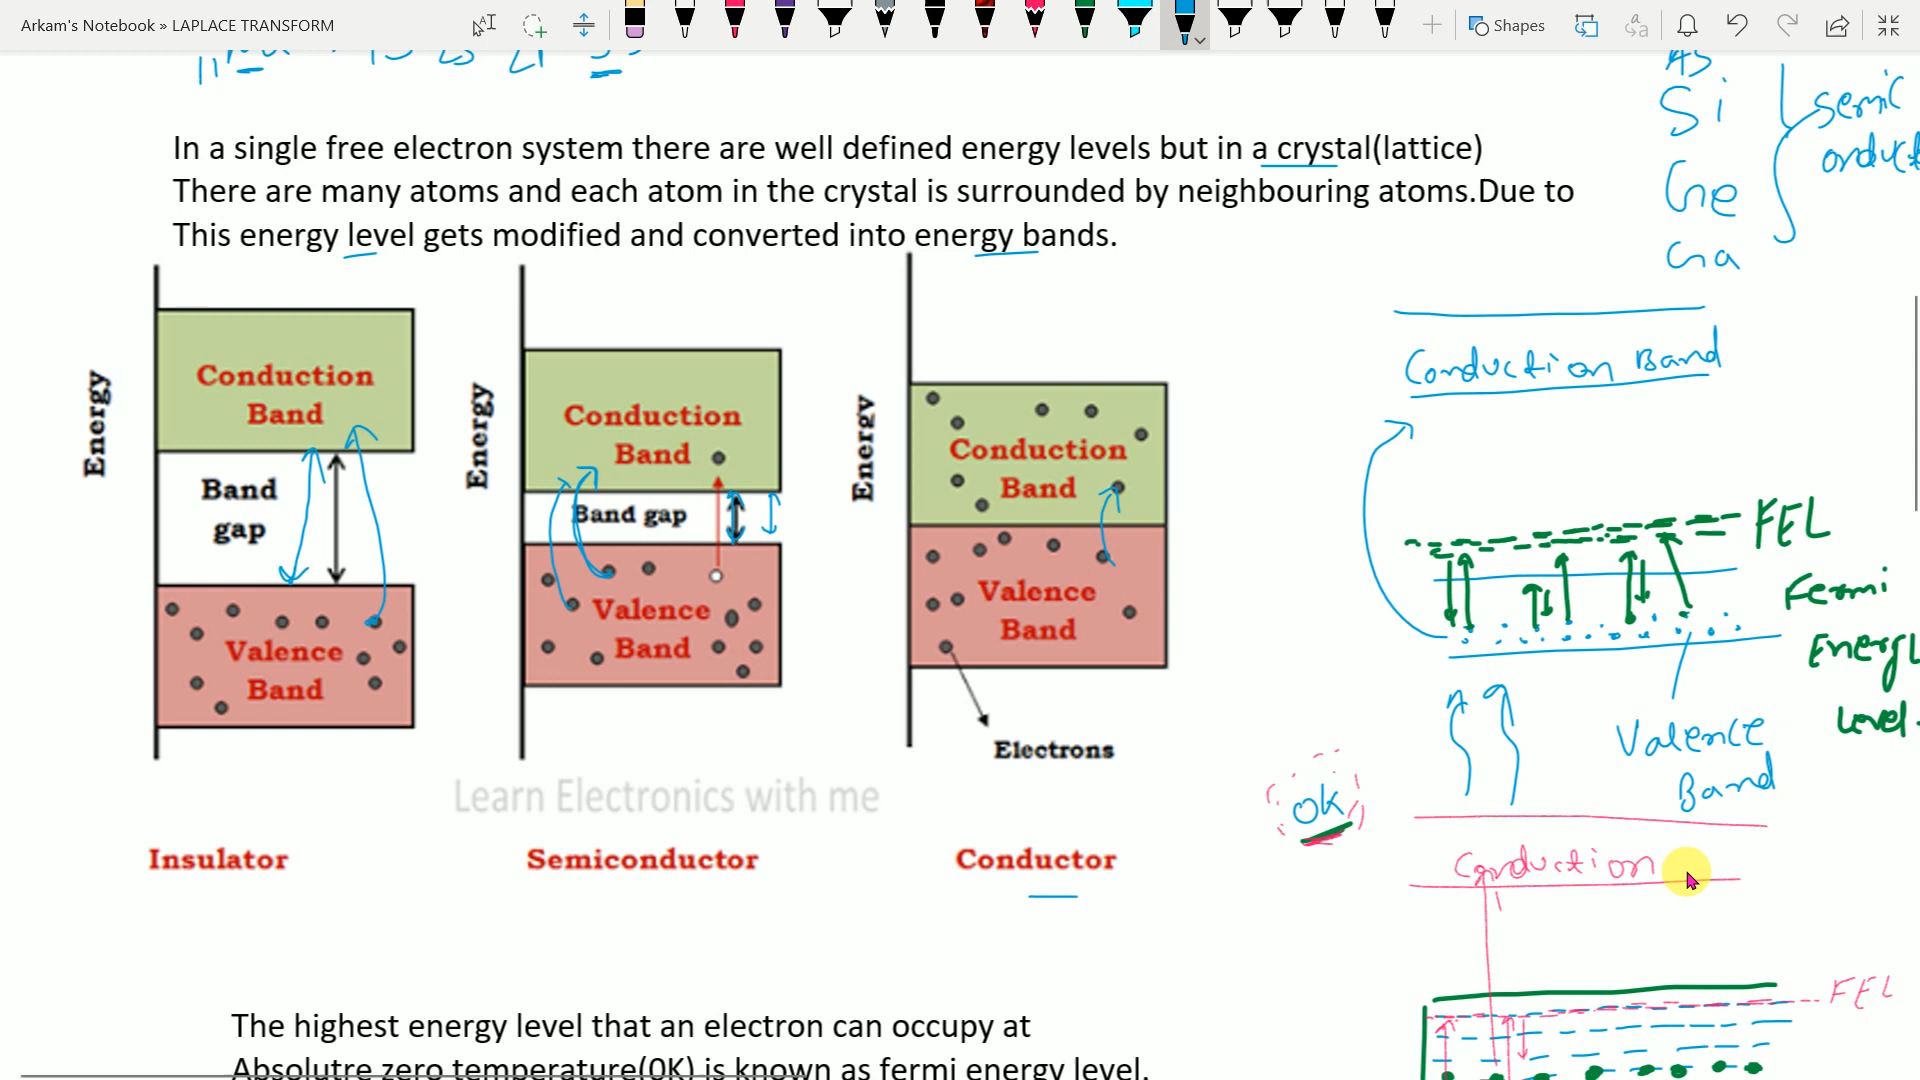 Arkam's Notebook » LAPLACE TRANSFORM
Shapes
As
Si
Ge
Ga
semic
onduct
In a single free electron system there are well defined energy levels but in a crystal(lattice)
There are many atoms and each atom in the crystal is surrounded by neighbouring atoms.Due to
This energy level gets modified and converted into energy bands.
Energy
Conduction
Band
Band
gap
Valence
Band
Insulator
Energy
Conduction
Band
Band gap
Valence
Band
Semiconductor
Energy
Conduction
Band
Valence
Band
Electrons
Conductor
Learn Electronics with me
Conduction Band
FEL
Fermi
Energy
Level.
Valence
Band
OK
Conduction
FEL
The highest energy level that an electron can occupy at
Absolutre zero temperature(0K) is known as fermi energy level.